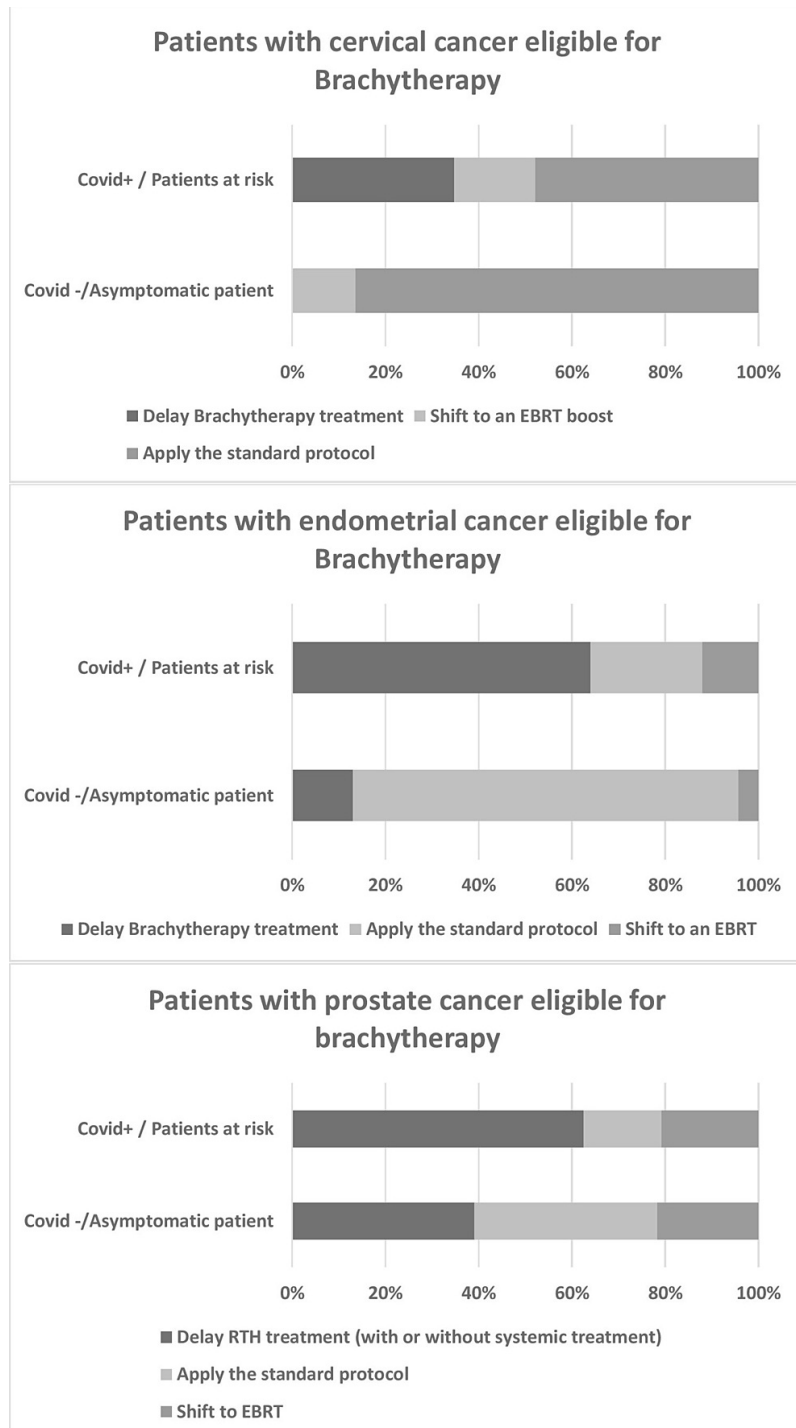 Patients with cervical cancer eligible for
Brachytherapy
Covid+ / Patients at risk
Covid -/Asymptomatic patient
0% 20% 40% 60% 80% 100%
Delay Brachytherapy treatment Shift to an EBRT boost
Apply the standard protocol
Patients with endometrial cancer eligible for
Brachytherapy
Covid+ / Patients at risk
Covid -/Asymptomatic patient
0% 20% 40% 60% 80% 100%
Delay Brachytherapy treatment Apply the standard protocol Shift to an EBRT
Patients with prostate cancer eligible for
brachytherapy
Covid+ / Patients at risk
Covid -/Asymptomatic patient
0% 20% 40% 60% 80% 100%
Delay RTH treatment (with or without systemic treatment)
Apply the standard protocol
Shift to EBRT